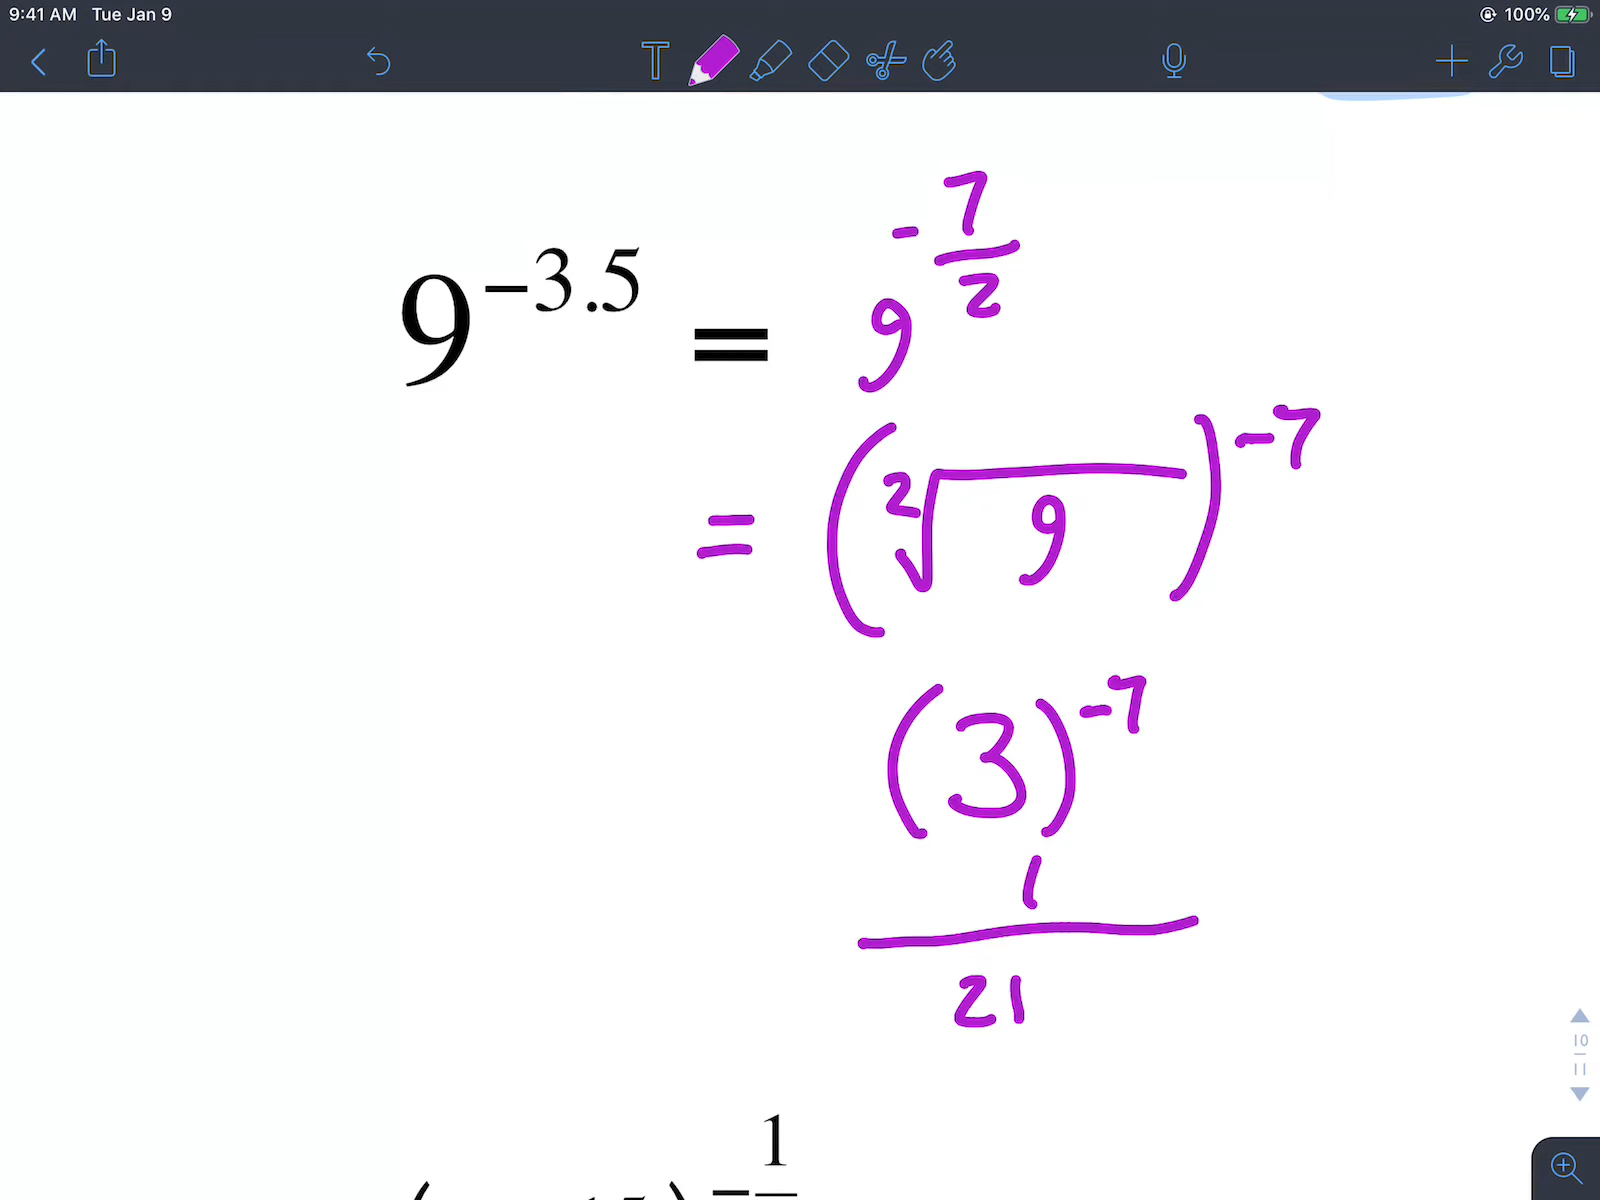 9:41 AM Tue Jan 9 100%
T
9^{-3.5} = 9^{-7/2}
= (²√9)^{-7}
(3)^{-7}
1
21
10
11
1